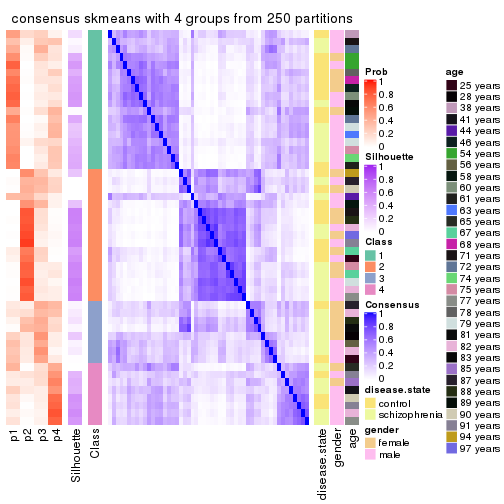 consensus skmeans with 4 groups from 250 partitions
Prob
1
0.8
0.6
0.4
0.2
0
Silhouette
1
0.8
0.6
0.4
0.2
0
Class
1
2
3
4
Consensus
1
0.8
0.6
0.4
0.2
0
disease.state
control
schizophrenia
gender
female
male
age
25 years
28 years
38 years
41 years
44 years
46 years
54 years
56 years
58 years
60 years
61 years
63 years
65 years
67 years
68 years
71 years
72 years
74 years
75 years
77 years
78 years
79 years
81 years
82 years
83 years
85 years
87 years
88 years
89 years
90 years
91 years
94 years
97 years
p1
p2
p3
p4
Silhouette
Class
disease.state
gender
age